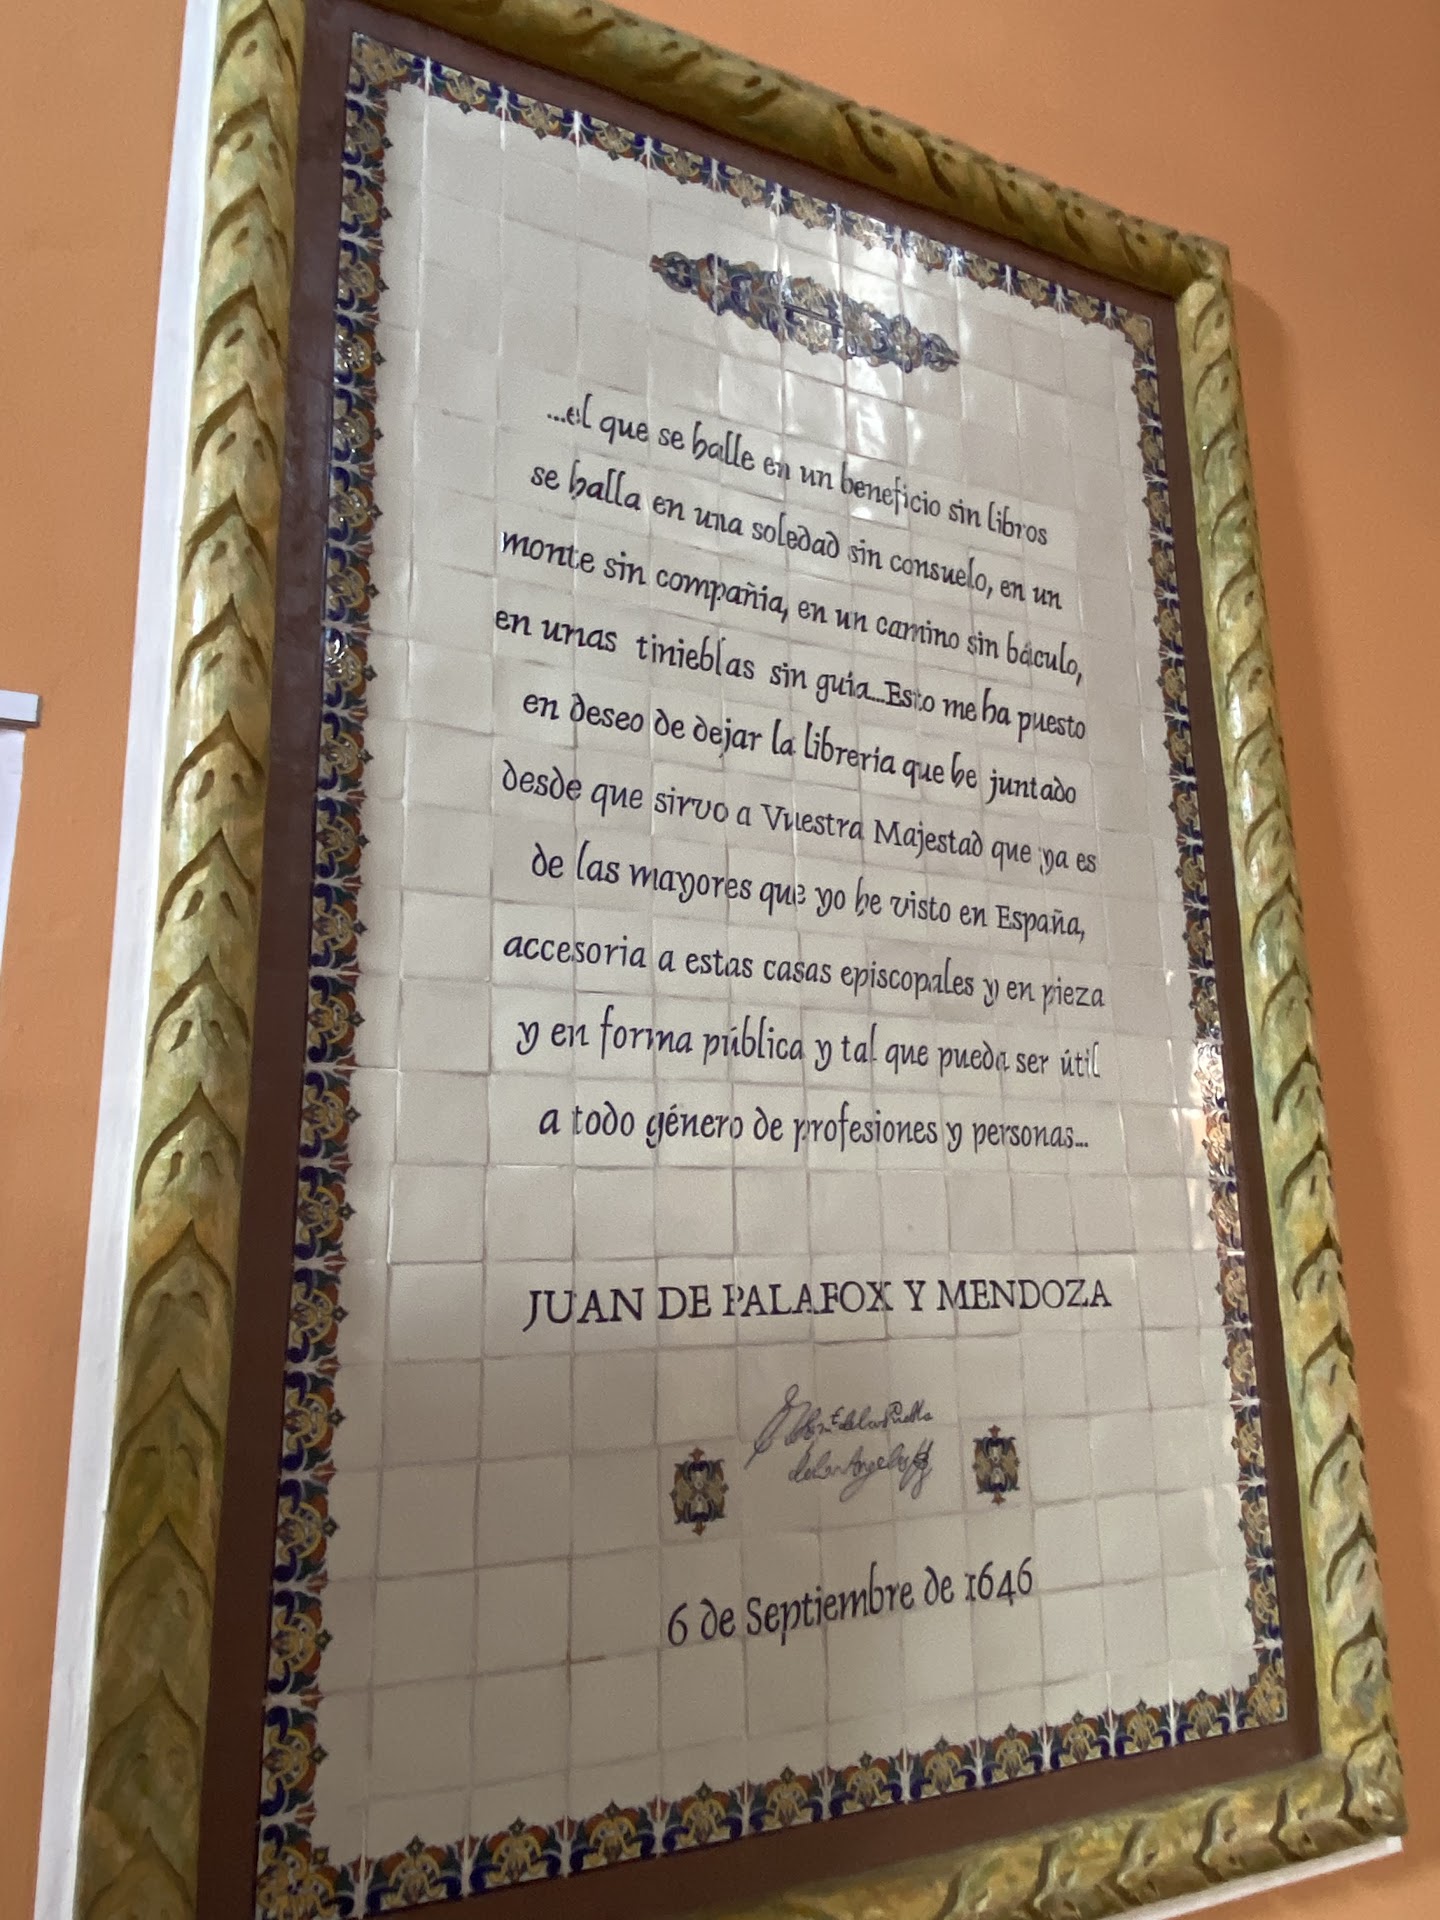 ...el que se halle en un beneficio sin libros
se halla en una soledad sin consuelo, en un
monte sin compañia, en un camino sin báculo,
en unas tinieblas sin guia...Esto me ha puesto
en deseo de dejar la libreria que he juntado
desde que sirvo a Vuestra Majestad que ya es
de las mayores que yo he visto en España,
accesoria a estas casas episcopales y en pieza
y en forma pública y tal que pueda ser útil
a todo género de profesiones y personas...
JUAN DE PALAFOX Y MENDOZA
6 de Septiembre de 1646